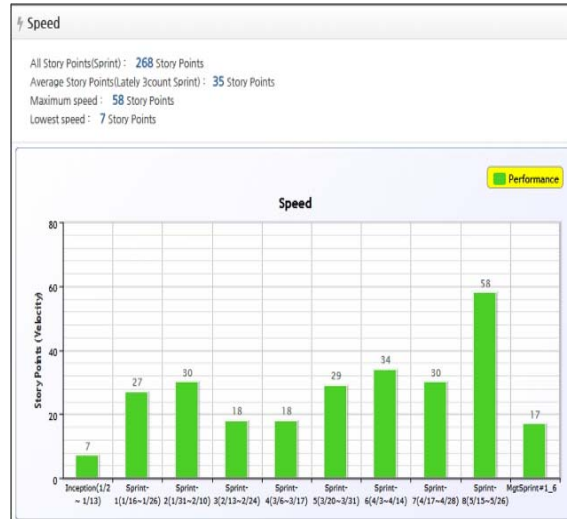 Speed
All Story Points(Sprint) : 268 Story Points
Average Story Points(Lately 3count Sprint) : 35 Story Points
Maximum speed : 58 Story Points
Lowest speed : 7 Story Points
Performance
Speed
Story Points (Velocity)
80
60
40
20
0
7
27
30
18
18
29
34
30
58
17
Inception(1/2
~ 1/13)
Sprint-
1(1/16~1/26)
Sprint-
2(1/31~2/10)
Sprint-
3(2/13~2/24)
Sprint-
4(3/6~3/17)
Sprint-
5(3/20~3/31)
Sprint-
6(4/3~4/14)
Sprint-
7(4/17~4/28)
Sprint-
8(5/15~5/26)
MgtSprint#1_6